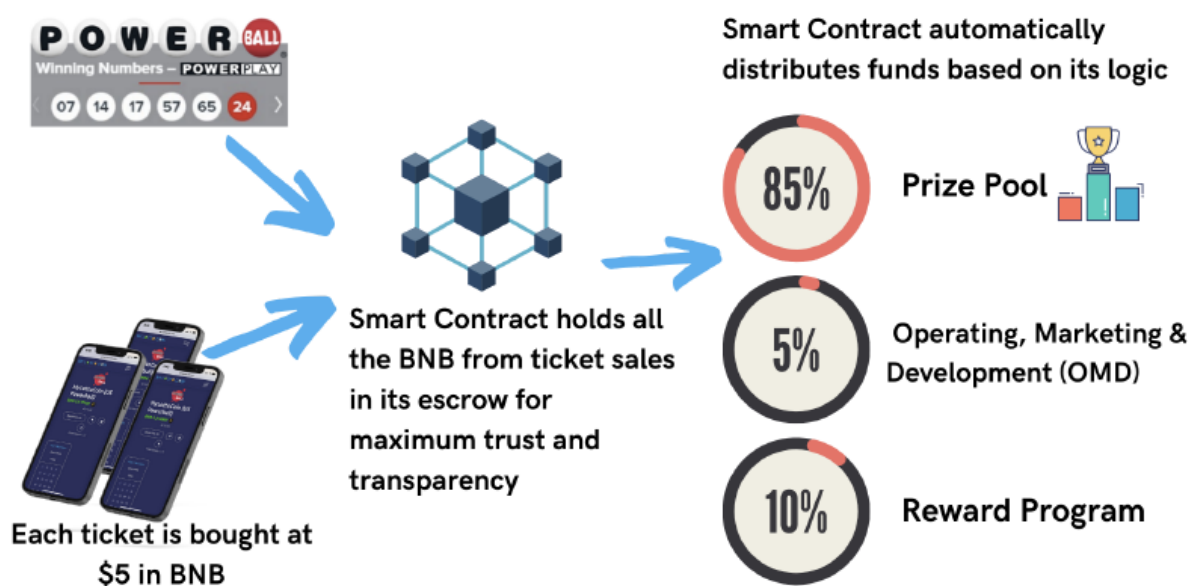 POWER BALL
Winning Numbers – POWERPLAY
07 14 17 57 65 24
Each ticket is bought at
$5 in BNB
Smart Contract holds all
the BNB from ticket sales
in its escrow for
maximum trust and
transparency
Smart Contract automatically
distributes funds based on its logic
85%
Prize Pool
5%
Operating, Marketing &
Development (OMD)
10%
Reward Program